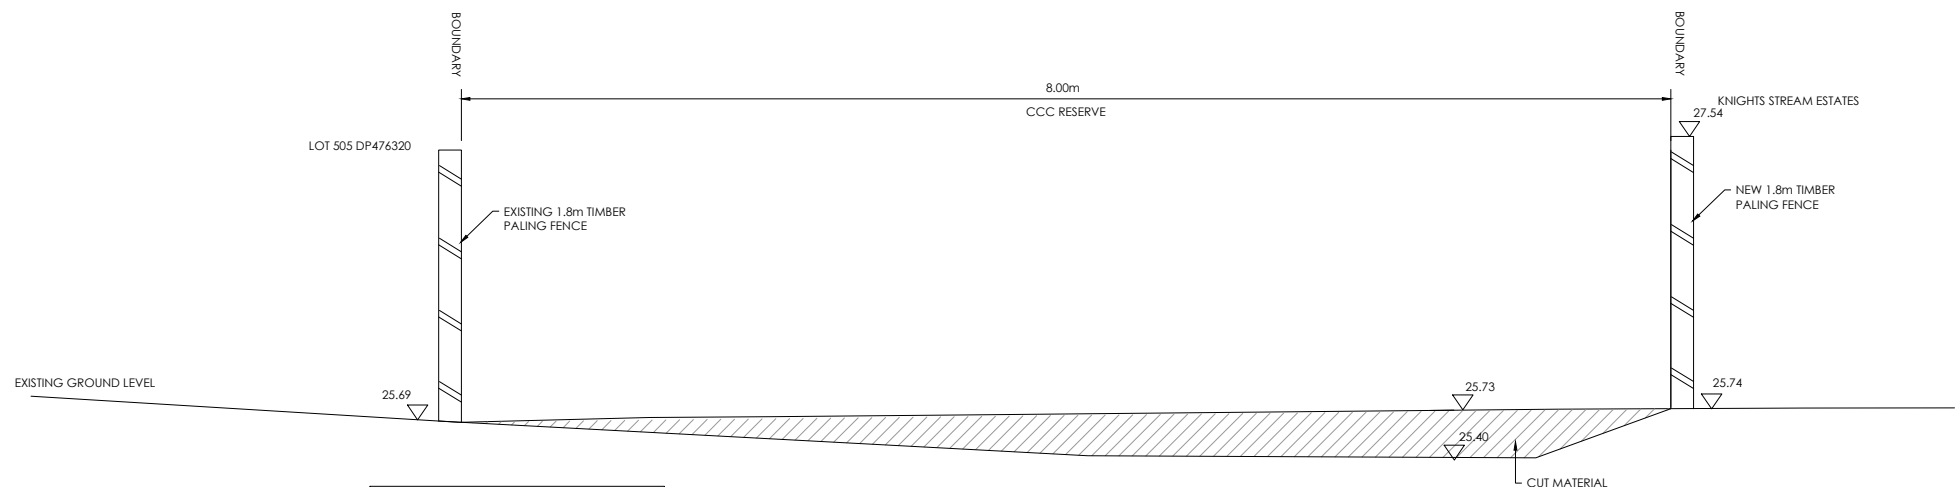 BOUNDARY
BOUNDARY
8.00m
CCC RESERVE
KNIGHTS STREAM ESTATES
27.54
LOT 505 DP476320
EXISTING 1.8m TIMBER
PALING FENCE
NEW 1.8m TIMBER
PALING FENCE
EXISTING GROUND LEVEL
25.69
25.73
25.74
25.40
CUT MATERIAL